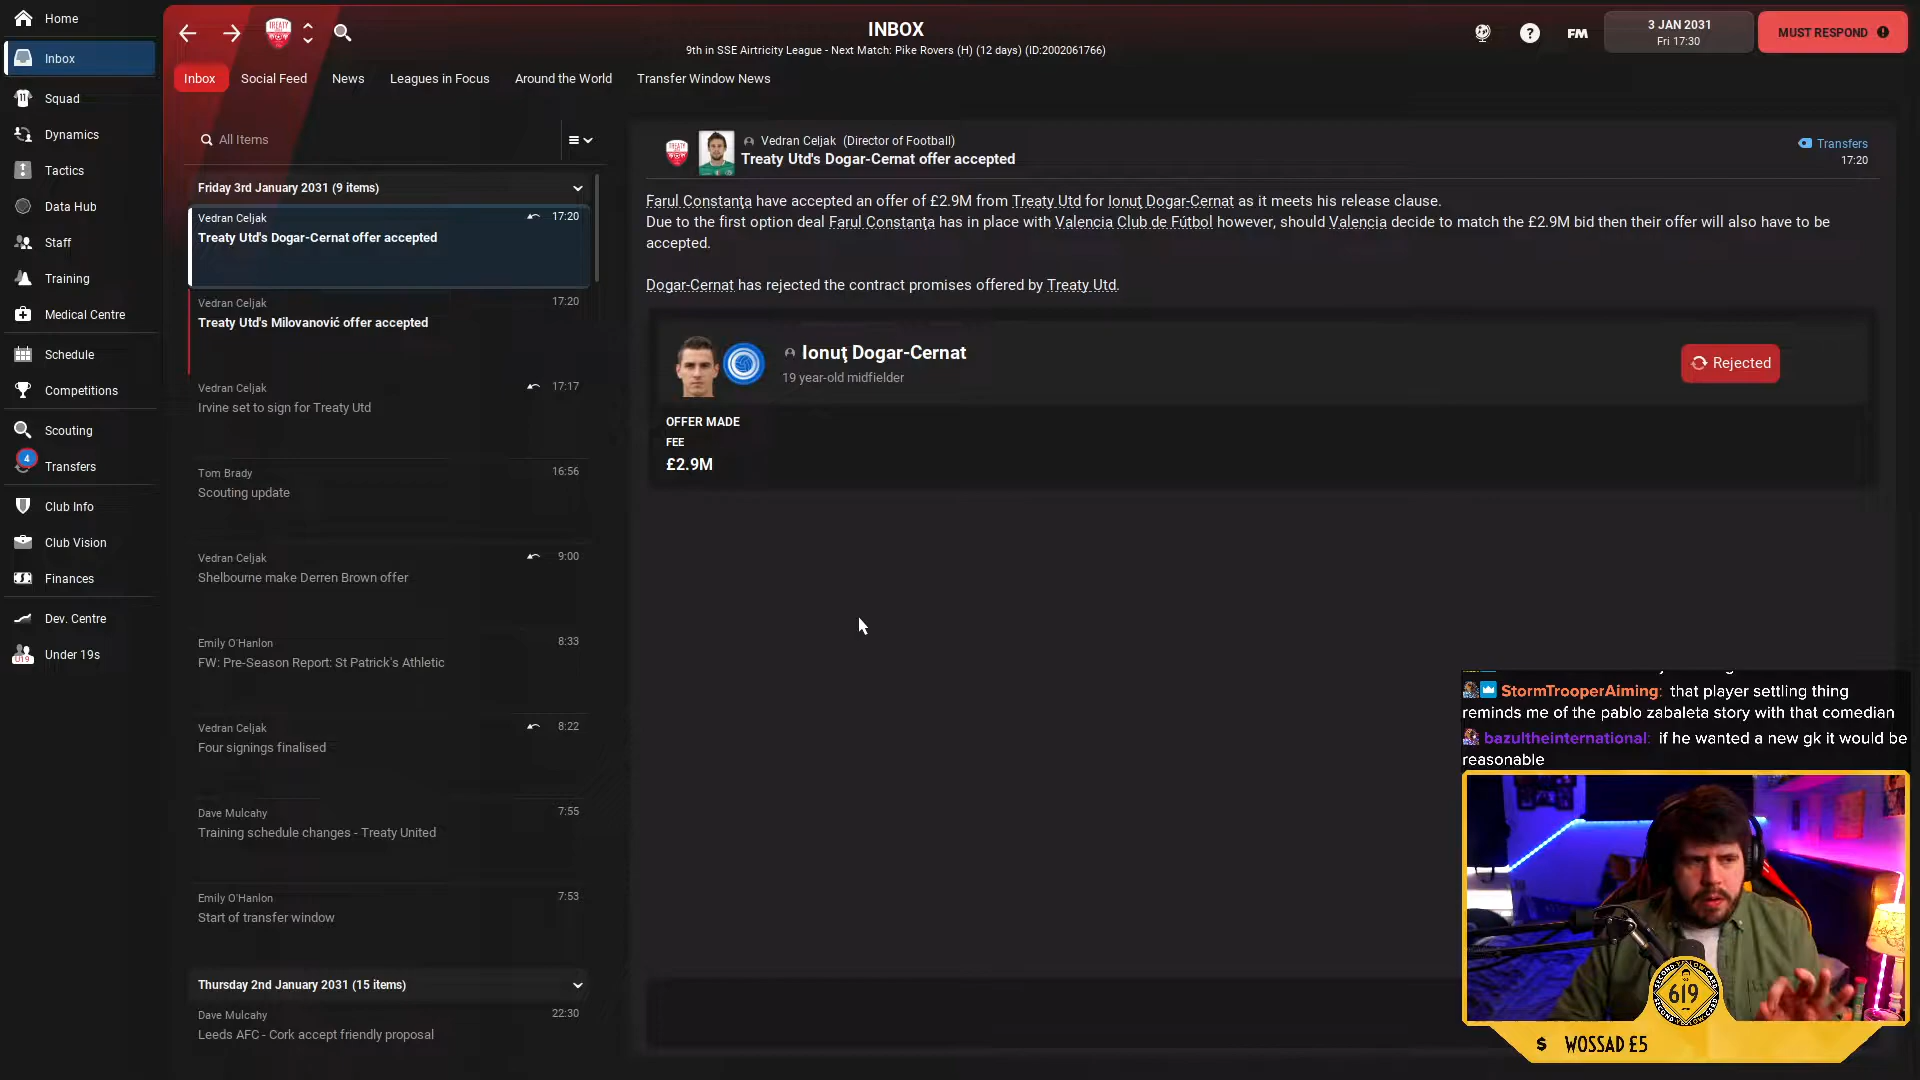 Home
Inbox
Squad
Dynamics
Tactics
Data Hub
Staff
Training
Medical Centre
Schedule
Competitions
Scouting
4
Transfers
Club Info
Club Vision
Finances
Dev. Centre
U19
Under 19s
TREATY
INBOX
9th in SSE Airtricity League - Next Match: Pike Rovers (H) (12 days) (ID:2002061766)
FM
3 JAN 2031
Fri 17:30
MUST RESPOND
Inbox
Social Feed
News
Leagues in Focus
Around the World
Transfer Window News
All Items
Friday 3rd January 2031 (9 items)
Vedran Celjak
17:20
Treaty Utd's Dogar-Cernat offer accepted
Vedran Celjak
17:20
Treaty Utd's Milovanović offer accepted
Vedran Celjak
17:17
Irvine set to sign for Treaty Utd
Tom Brady
16:56
Scouting update
Vedran Celjak
9:00
Shelbourne make Derren Brown offer
Emily O'Hanlon
8:33
FW: Pre-Season Report: St Patrick's Athletic
Vedran Celjak
8:22
Four signings finalised
Dave Mulcahy
7:55
Training schedule changes - Treaty United
Emily O'Hanlon
7:53
Start of transfer window
Thursday 2nd January 2031 (15 items)
Dave Mulcahy
22:30
Leeds AFC - Cork accept friendly proposal
TREATY
Vedran Celjak (Director of Football)
Treaty Utd's Dogar-Cernat offer accepted
Transfers
17:20
Farul Constanţa have accepted an offer of £2.9M from Treaty Utd for Ionuţ Dogar-Cernat as it meets his release clause.
Due to the first option deal Farul Constanţa has in place with Valencia Club de Fútbol however, should Valencia decide to match the £2.9M bid then their offer will also have to be
accepted.
Dogar-Cernat has rejected the contract promises offered by Treaty Utd.
Ionuţ Dogar-Cernat
19 year-old midfielder
Rejected
OFFER MADE
FEE
£2.9M
StormTrooperAiming: that player settling thing
reminds me of the pablo zabaleta story with that comedian
bazultheinternational: if he wanted a new gk it would be
reasonable
619
$ WOSSAD £5